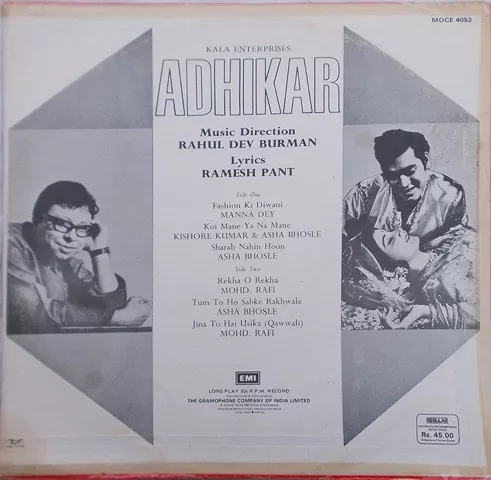 MOCE 4053
KALA ENTERPRISES
ADHIKAR
Music Direction
RAHUL DEV BURMAN
Lyrics
RAMESH PANT
Side One
Fashion Ki Diwani
MANNA DEY
Koi Mane Ya Na Mane
KISHORE KUMAR & ASHA BHOSLE
Sharab Nahin Hoon
ASHA BHOSLE
Side Two
Rekha O Rekha
MOHD. RAFI
Tum To Ho Sabke Rakhwale
ASHA BHOSLE
Jina To Hai Usika (Qawwali)
MOHD. RAFI
EMI
LONG PLAY 33⅓ R.P.M. RECORD
THE GRAMOPHONE COMPANY OF INDIA LIMITED
Rs. 45.00